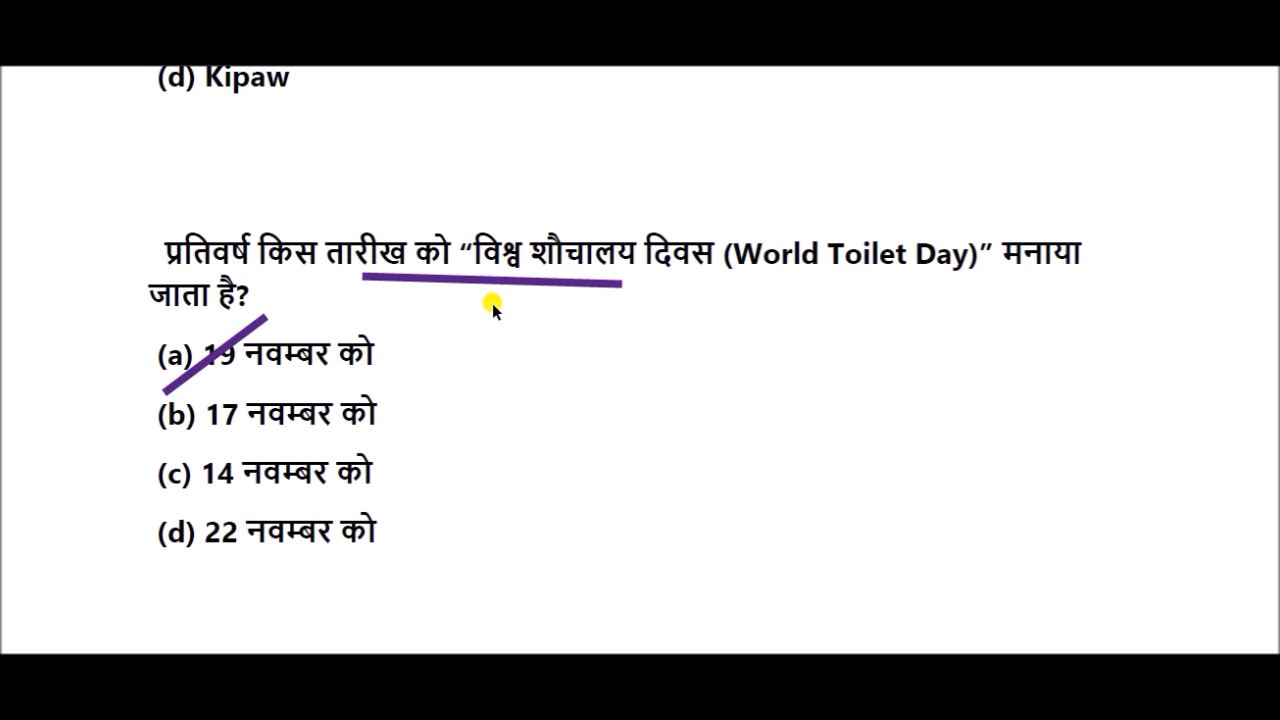 (d) Kipaw
प्रतिवर्ष किस तारीख को “विश्व शौचालय दिवस (World Toilet Day)” मनाया
जाता है?
(a) 19 नवम्बर को
(b) 17 नवम्बर को
(c) 14 नवम्बर को
(d) 22 नवम्बर को